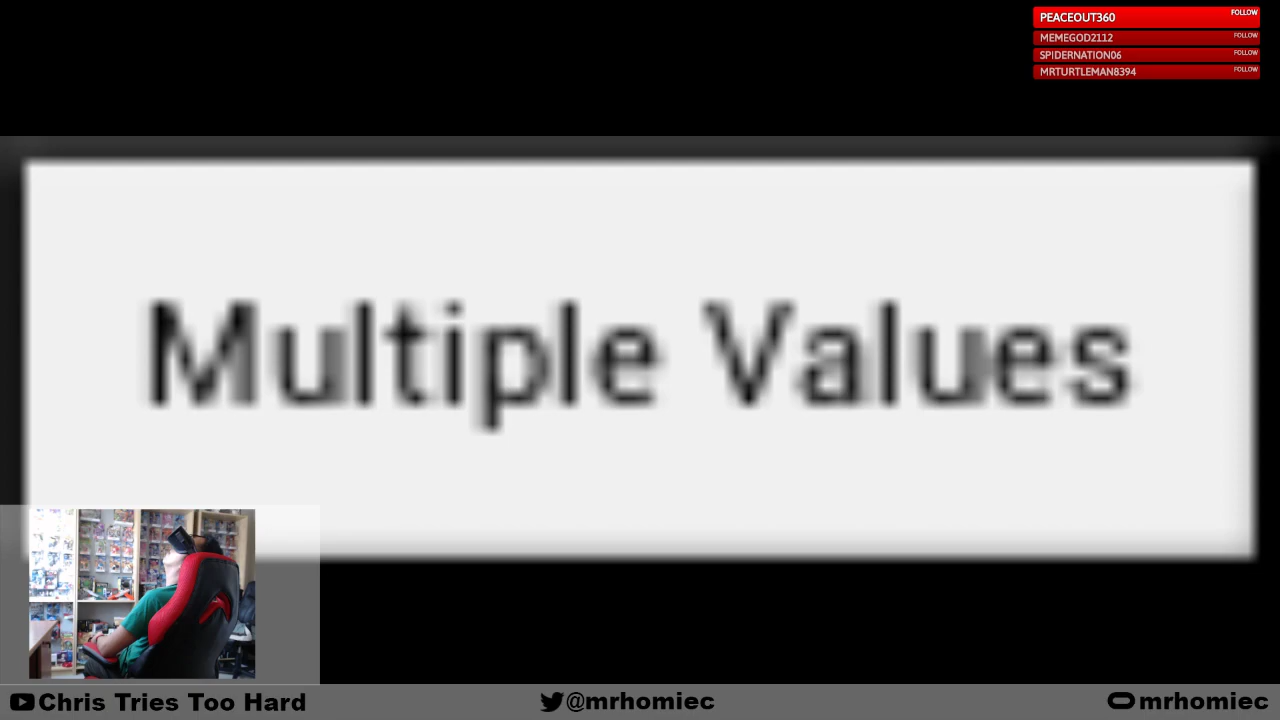 PEACEOUT360 FOLLOW
MEMEGOD2112 FOLLOW
SPIDERNATION06 FOLLOW
MRTURTLEMAN8394 FOLLOW
Multiple Values
Chris Tries Too Hard
@mrhomiec
mrhomiec